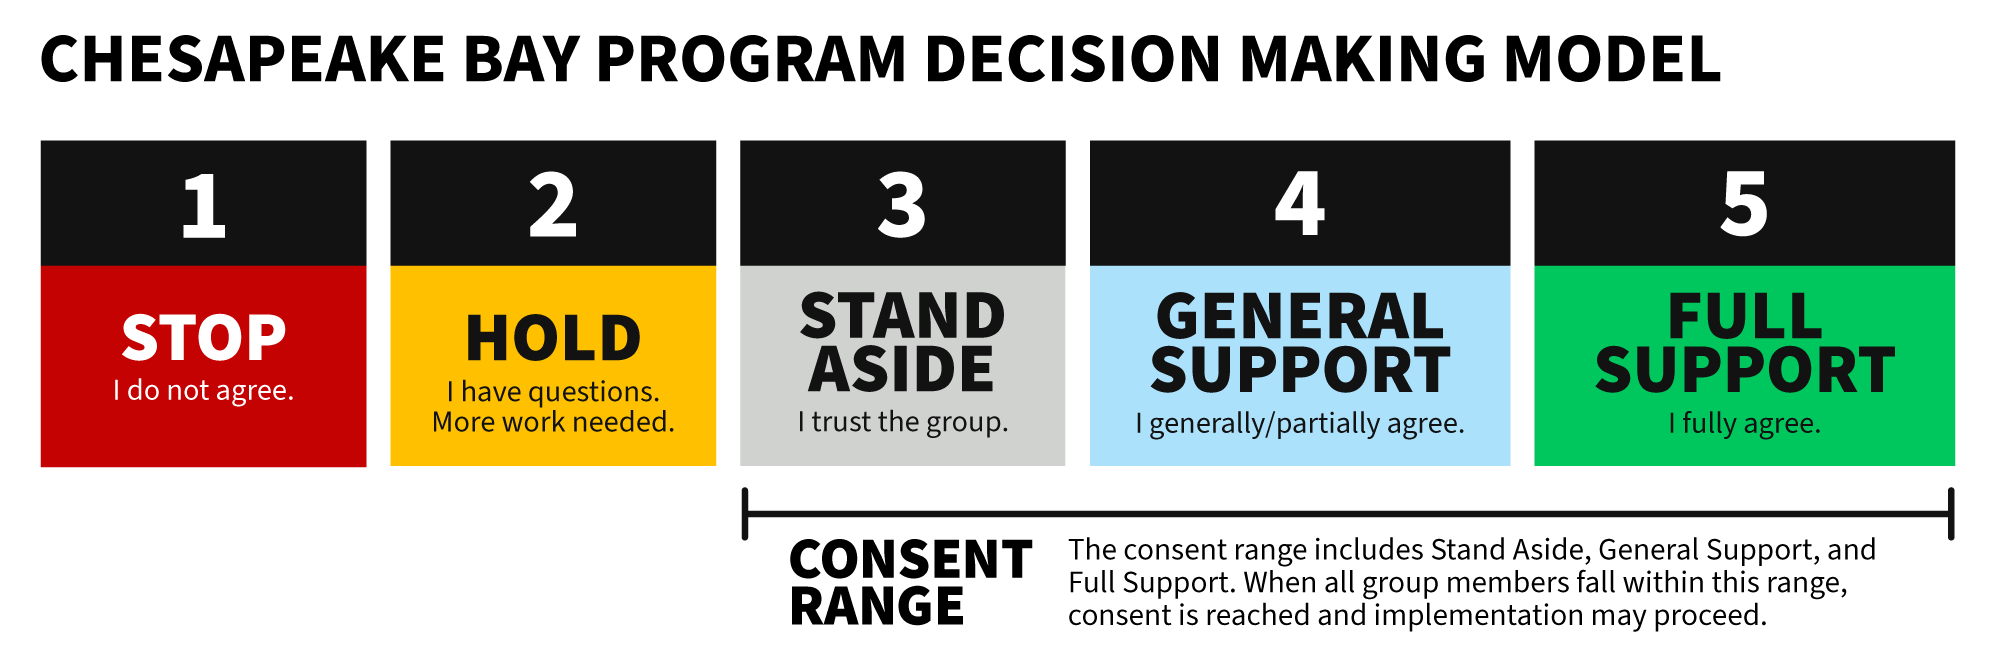 CHESAPEAKE BAY PROGRAM DECISION MAKING MODEL
1
STOP
I do not agree.
2
HOLD
I have questions.
More work needed.
3
STAND
ASIDE
I trust the group.
4
GENERAL
SUPPORT
I generally/partially agree.
5
FULL
SUPPORT
I fully agree.
CONSENT
RANGE
The consent range includes Stand Aside, General Support, and
Full Support. When all group members fall within this range,
consent is reached and implementation may proceed.